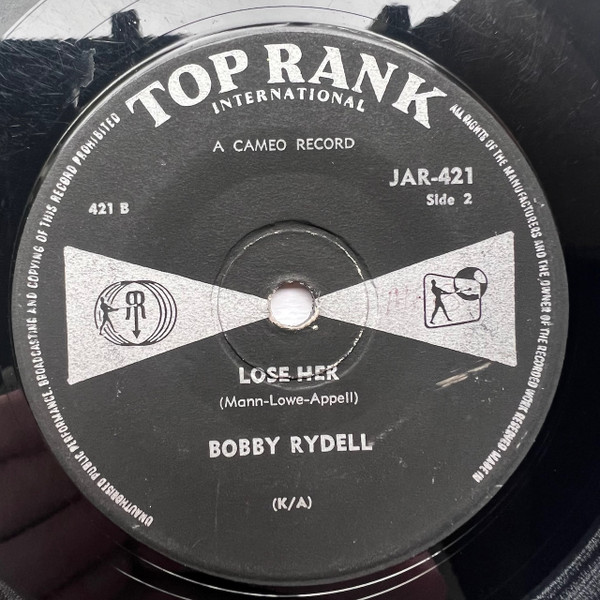 TOP RANK
INTERNATIONAL
A CAMEO RECORD
JAR-421
Side 2
421 B
LOSE HER
(Mann-Lowe-Appell)
BOBBY RYDELL
(K/A)
UNAUTHORISED PUBLIC PERFORMANCE, BROADCASTING AND COPYING OF THIS RECORD PROHIBITED
ALL RIGHTS OF THE MANUFACTURERS AND THE OWNER OF THE RECORDED WORK RESERVED·MADE IN